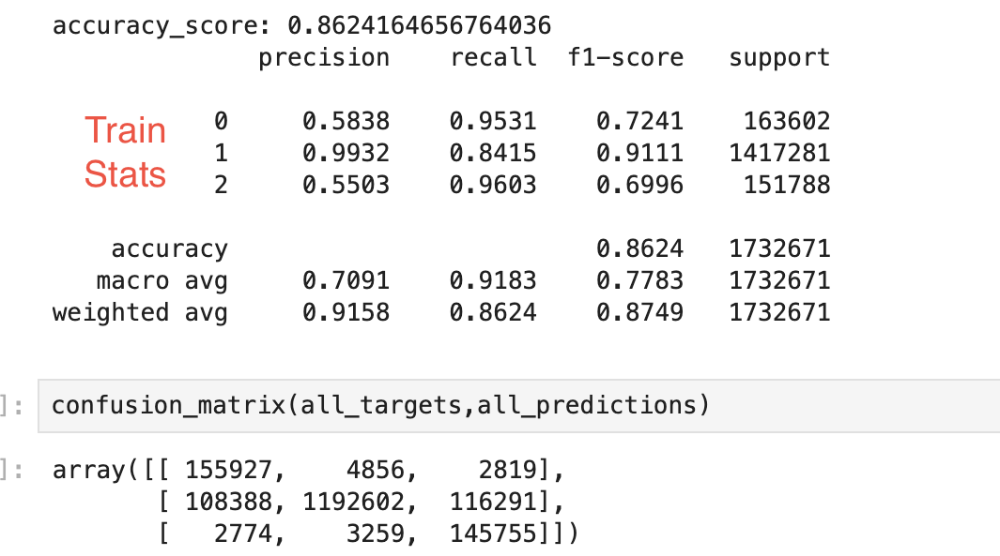 accuracy_score: 0.8624164656764036
precision recall f1-score support
Train Stats
0 0.5838 0.9531 0.7241 163602
1 0.9932 0.8415 0.9111 1417281
2 0.5503 0.9603 0.6996 151788
accuracy 0.8624 1732671
macro avg 0.7091 0.9183 0.7783 1732671
weighted avg 0.9158 0.8624 0.8749 1732671
]: confusion_matrix(all_targets,all_predictions)
]: array([[ 155927, 4856, 2819],
[ 108388, 1192602, 116291],
[ 2774, 3259, 145755]])